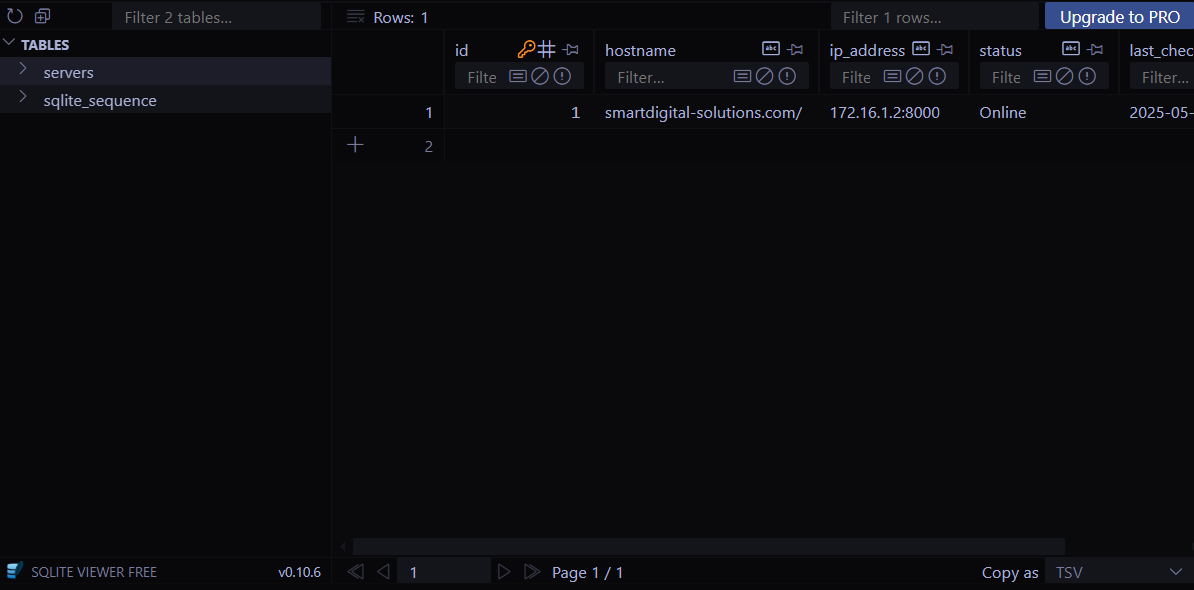 Filter 2 tables...
Rows: 1
Filter 1 rows...
Upgrade to PRO
TABLES
servers
sqlite_sequence
id
hostname
ip_address
status
last_chec
Filte
Filter...
Filte
Filte
Filter...
1 1 smartdigital-solutions.com/ 172.16.1.2:8000 Online 2025-05-
2
SQLITE VIEWER FREE v0.10.6
1 Page 1 / 1
Copy as TSV